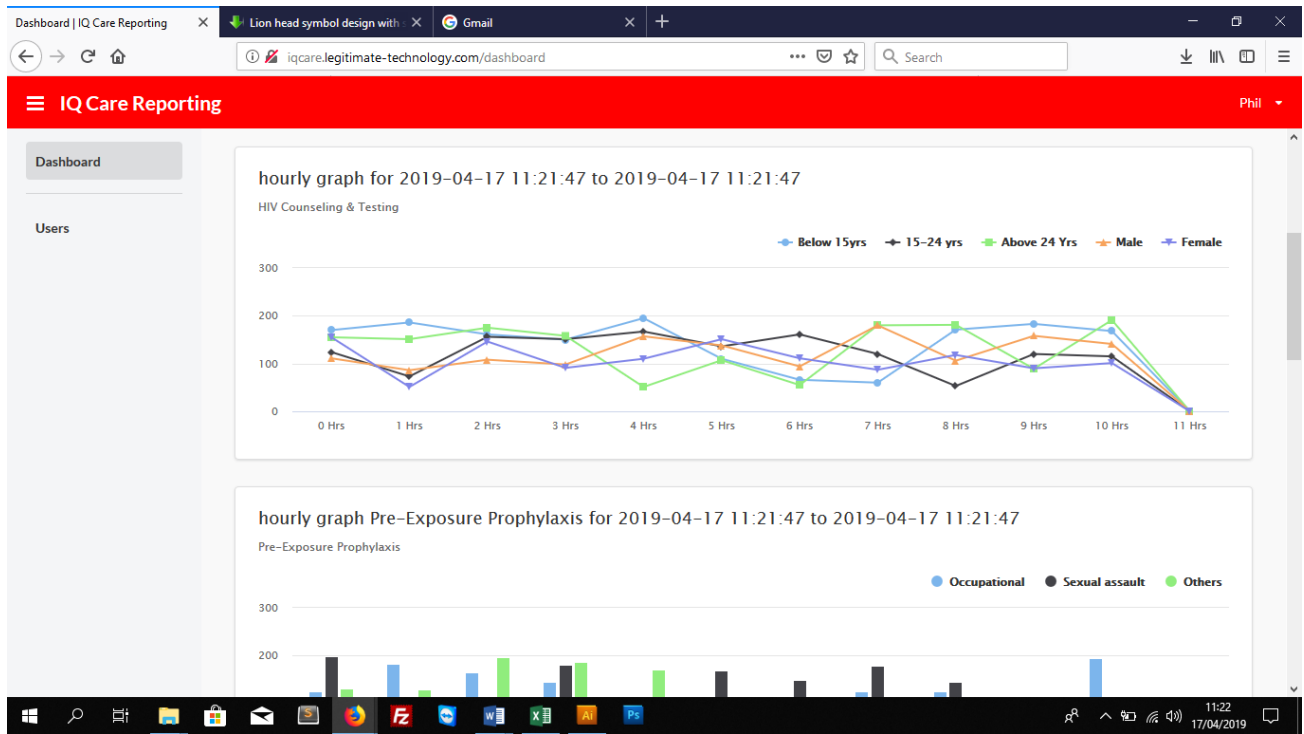 Dashboard | IQ Care Reporting
Lion head symbol design with
Gmail
iqcare.legitimate-technology.com/dashboard
Search
IQ Care Reporting
Phil
Dashboard
Users
hourly graph for 2019-04-17 11:21:47 to 2019-04-17 11:21:47
HIV Counseling & Testing
Below 15yrs 15-24 yrs Above 24 Yrs Male Female
300
200
100
0
0 Hrs 1 Hrs 2 Hrs 3 Hrs 4 Hrs 5 Hrs 6 Hrs 7 Hrs 8 Hrs 9 Hrs 10 Hrs 11 Hrs
hourly graph Pre-Exposure Prophylaxis for 2019-04-17 11:21:47 to 2019-04-17 11:21:47
Pre-Exposure Prophylaxis
Occupational Sexual assault Others
300
200
S Fz W X Ai Ps
11:22
17/04/2019